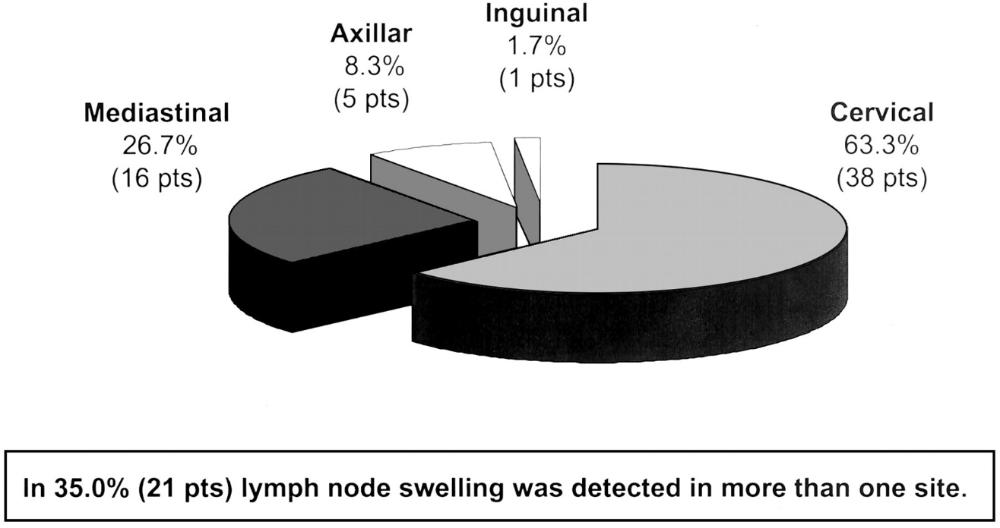 Inguinal
1.7%
(1 pts)
Axillar
8.3%
(5 pts)
Mediastinal
26.7%
(16 pts)
Cervical
63.3%
(38 pts)
In 35.0% (21 pts) lymph node swelling was detected in more than one site.